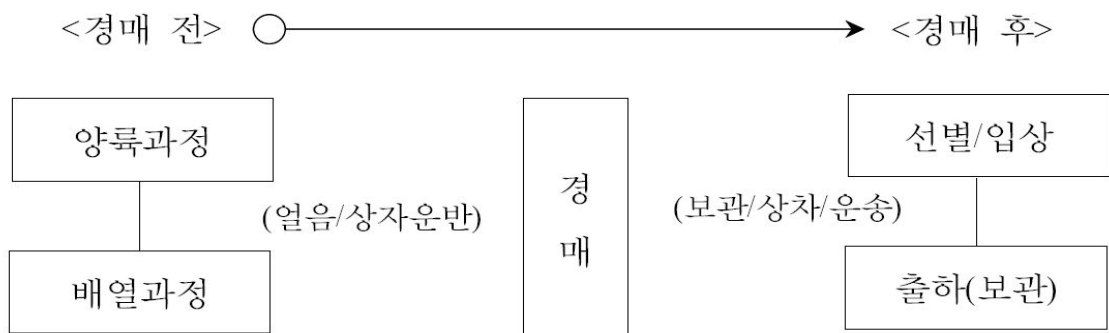 <경매 전>
<경매 후>
양륙과정
선별/입상
경
매
(얼음/상자운반)
(보관/상차/운송)
배열과정
출하(보관)